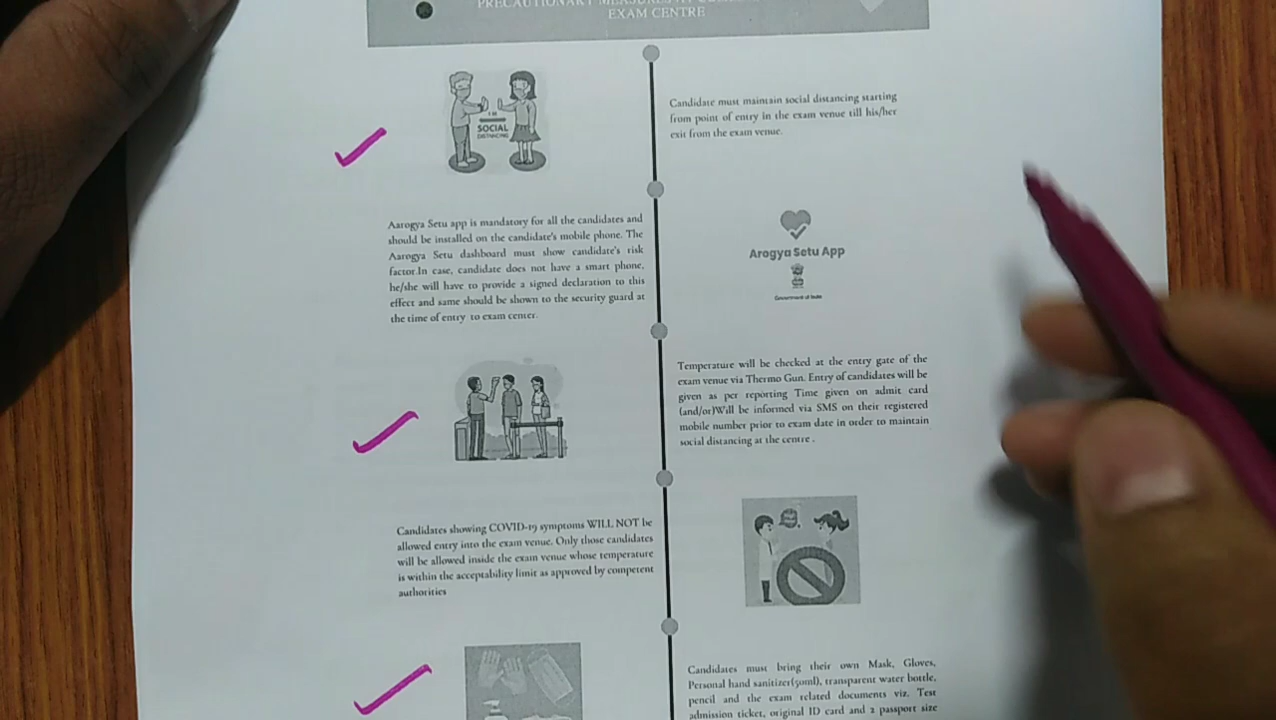 PRECAUTIONARY MEASURES AT
EXAM CENTRE
SOCIAL
DISTANCING
Candidate must maintain social distancing starting
from point of entry in the exam venue till his/her
exit from the exam venue.
Aarogya Setu app is mandatory for all the candidates and
should be installed on the candidate's mobile phone. The
Aarogya Setu dashboard must show candidate's risk
factor.In case, candidate does not have a smart phone,
he/she will have to provide a signed declaration to this
effect and same should be shown to the security guard at
the time of entry to exam center.
Arogya Setu App
Government of India
Temperature will be checked at the entry gate of the
exam venue via Thermo Gun. Entry of candidates will be
given as per reporting Time given on admit card
(and/or)Will be informed via SMS on their registered
mobile number prior to exam date in order to maintain
social distancing at the centre .
Candidates showing COVID-19 symptoms WILL NOT be
allowed entry into the exam venue. Only those candidates
will be allowed inside the exam venue whose temperature
is within the acceptability limit as approved by competent
authorities
Candidates must bring their own Mask, Gloves,
Personal hand sanitizer(50ml), transparent water bottle,
pencil and the exam related documents viz. Test
admission ticket, original ID card and a passport size